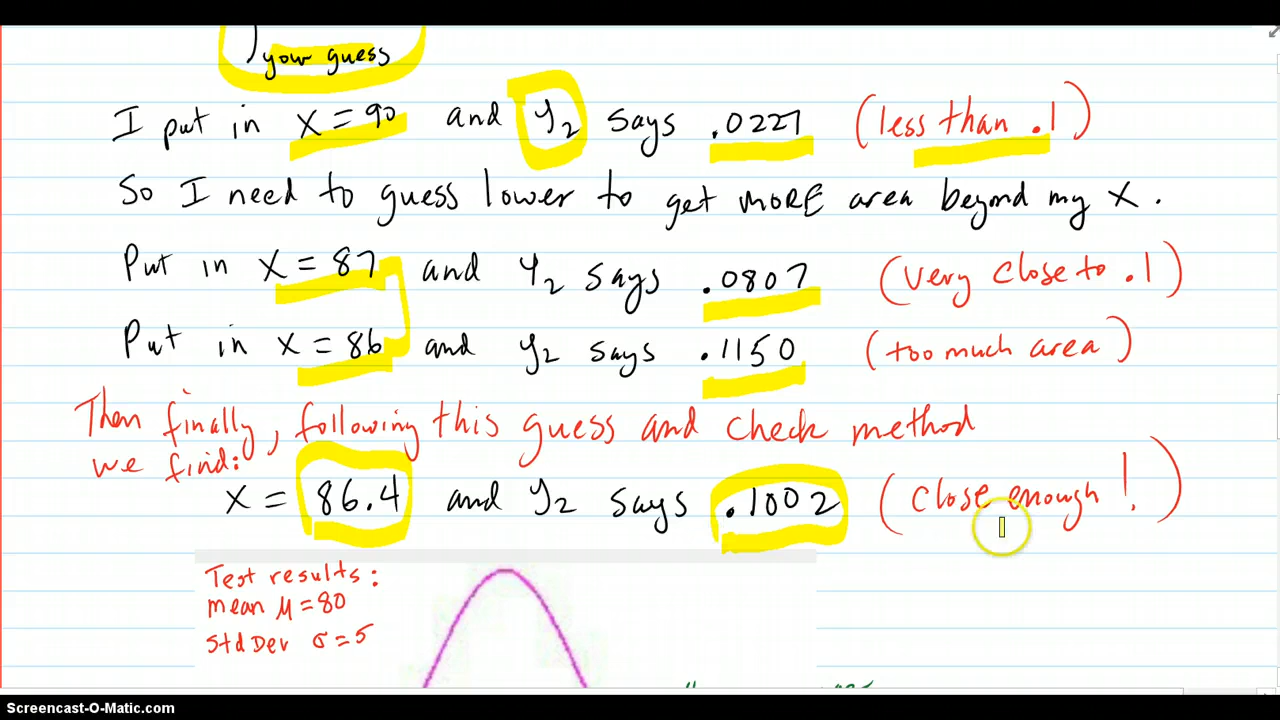 your guess
I put in x = 90 and Y2 says .0227 (less than .1)
So I need to guess lower to get MORE area beyond my X.
Put in X = 87 and Y2 says .0807 (very close to .1)
Put in X = 86 and Y2 says .1150 (too much area)
Then finally, following this guess and check method
we find:
X = 86.4 and Y2 says .1002 (close enough!)
Test results:
mean μ = 80
Std Dev σ = 5
Screencast-O-Matic.com